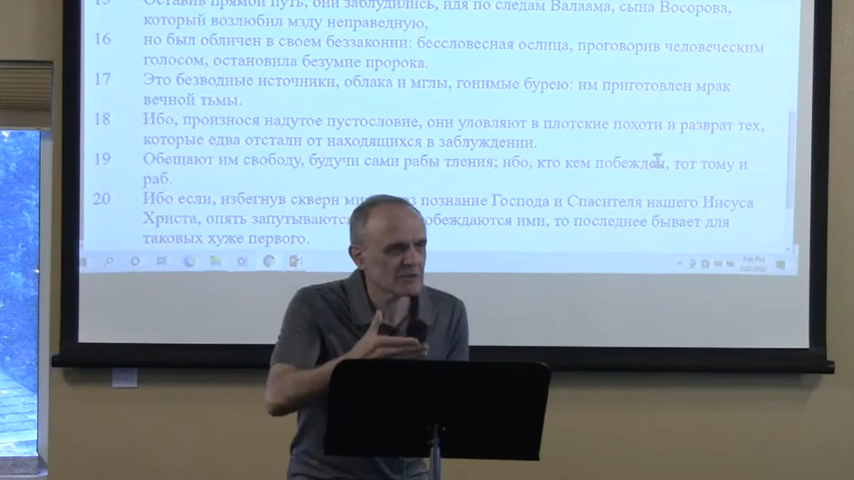 15 Оставив прямой путь, они заблудились, идя по следам Валаама, сына Восорова,
который возлюбил мзду неправедную,
16 но был обличен в своем беззаконии: бессловесная ослица, проговорив человеческим
голосом, остановила безумие пророка.
17 Это безводные источники, облака и мглы, гонимые бурею: им приготовлен мрак
вечной тьмы.
18 Ибо, произнося надутое пустословие, они уловляют в плотские похоти и разврат тех,
которые едва отстали от находящихся в заблуждении.
19 Обещают им свободу, будучи сами рабы тления; ибо, кто кем побежден, тот тому и
раб.
20 Ибо если, избегнув скверн познание Господа и Спасителя нашего Иисуса
Христа, опять запутываются побеждаются ими, то последнее бывает для
таковых хуже первого.